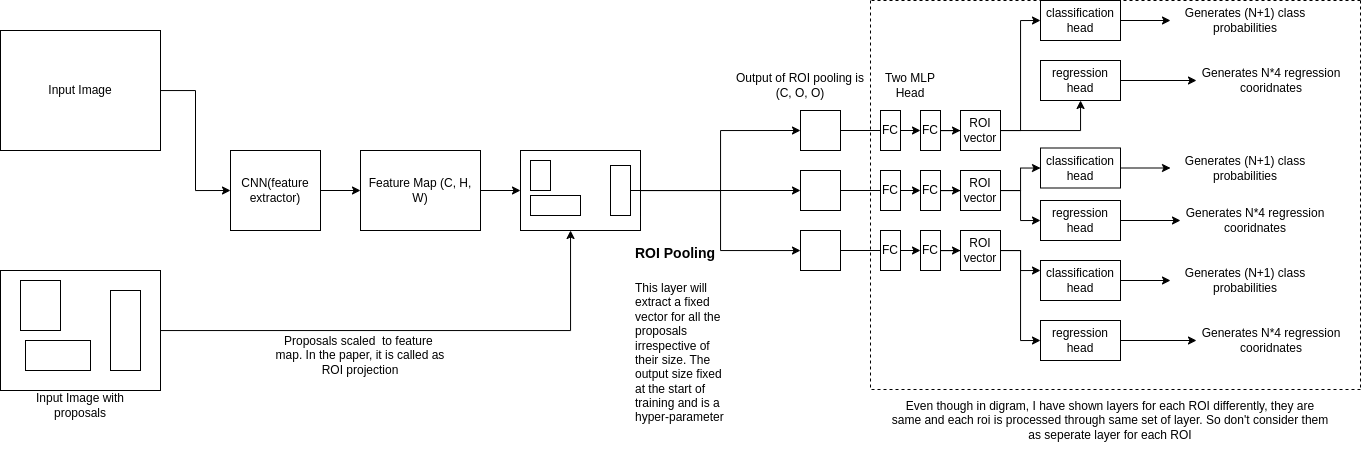 Input Image
CNN(feature
extractor)
Feature Map (C, H,
W)
Input Image with
proposals
Proposals scaled  to feature
map. In the paper, it is called as
ROI projection
ROI Pooling
This layer will
extract a fixed
vector for all the
proposals
irrespective of
their size. The
output size fixed
at the start of
training and is a
hyper-parameter
Output of ROI pooling is
(C, O, O)
Two MLP
Head
FC
FC
ROI
vector
classification
head
Generates (N+1) class
probabilities
regression
head
Generates N*4 regression
cooridnates
FC
FC
ROI
vector
classification
head
Generates (N+1) class
probabilities
regression
head
Generates N*4 regression
cooridnates
FC
FC
ROI
vector
classification
head
Generates (N+1) class
probabilities
regression
head
Generates N*4 regression
cooridnates
Even though in digram, I have shown layers for each ROI differently, they are
same and each roi is processed through same set of layer. So don't consider them
as seperate layer for each ROI